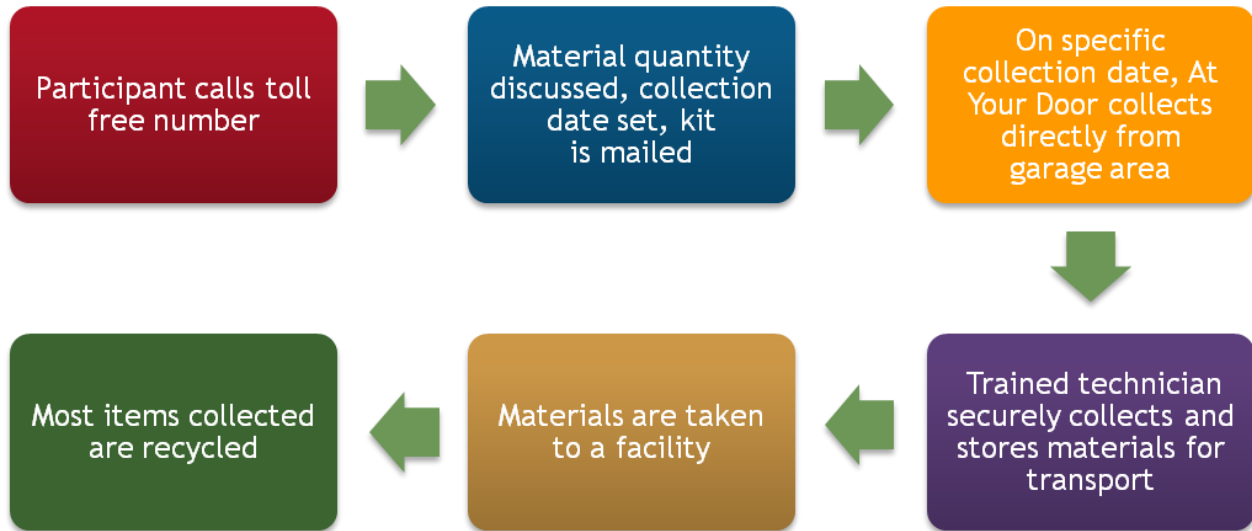 Participant calls toll
free number
Material quantity
discussed, collection
date set, kit
is mailed
On specific
collection date, At
Your Door collects
directly from
garage area
Trained technician
securely collects and
stores materials for
transport
Materials are taken
to a facility
Most items collected
are recycled